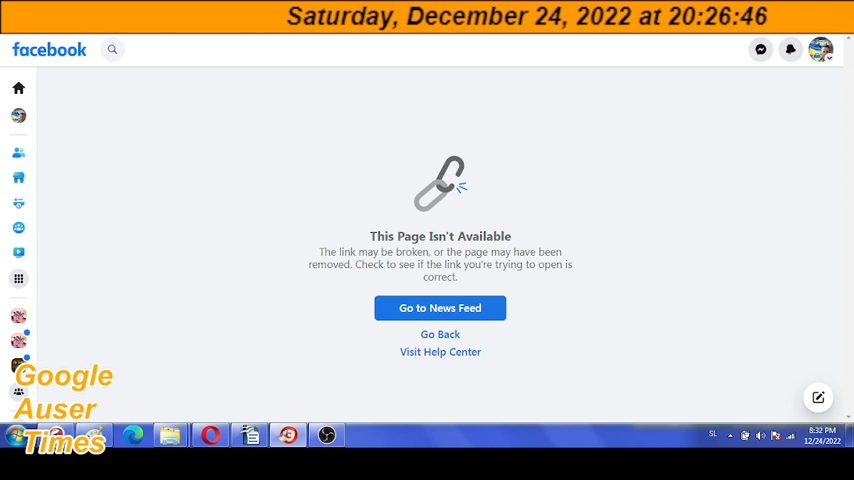 Saturday, December 24, 2022 at 20:26:46
facebook
This Page Isn't Available
The link may be broken, or the page may have been
removed. Check to see if the link you're trying to open is
correct.
Go to News Feed
Go Back
Visit Help Center
Google
Auser
Times
SL
8:32 PM
12/24/2022